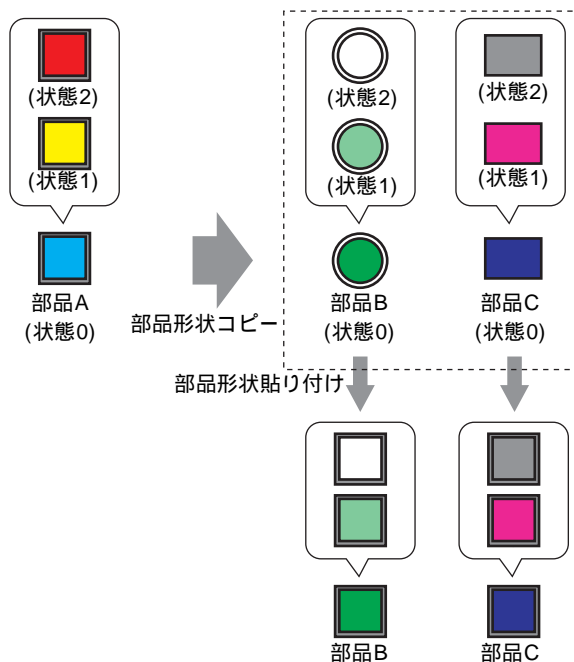 (状態2)
(状態1)
部品A
(状態0)
部品形状コピー
(状態2)
(状態1)
部品B
(状態0)
(状態2)
(状態1)
部品C
(状態0)
部品形状貼り付け
部品B
部品C